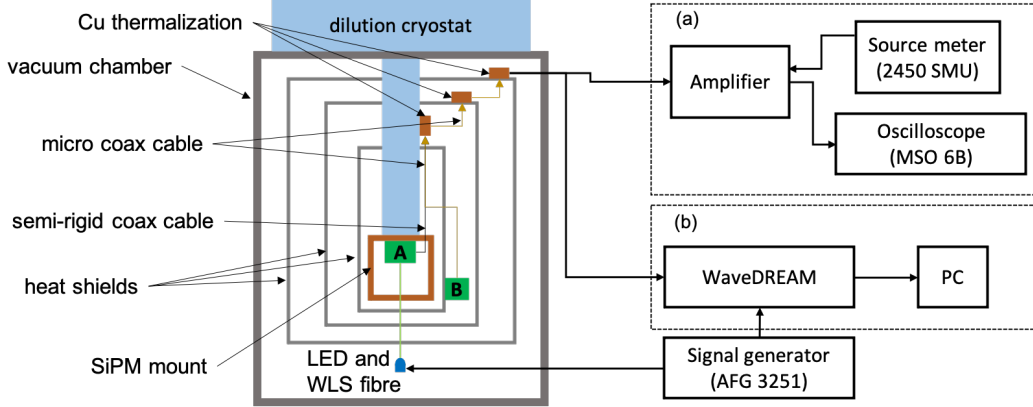 Cu thermalization
dilution cryostat
vacuum chamber
micro coax cable
semi-rigid coax cable
heat shields
SiPM mount
A
B
LED and
WLS fibre
(a)
Amplifier
Source meter
(2450 SMU)
Oscilloscope
(MSO 6B)
(b)
WaveDREAM
PC
Signal generator
(AFG 3251)